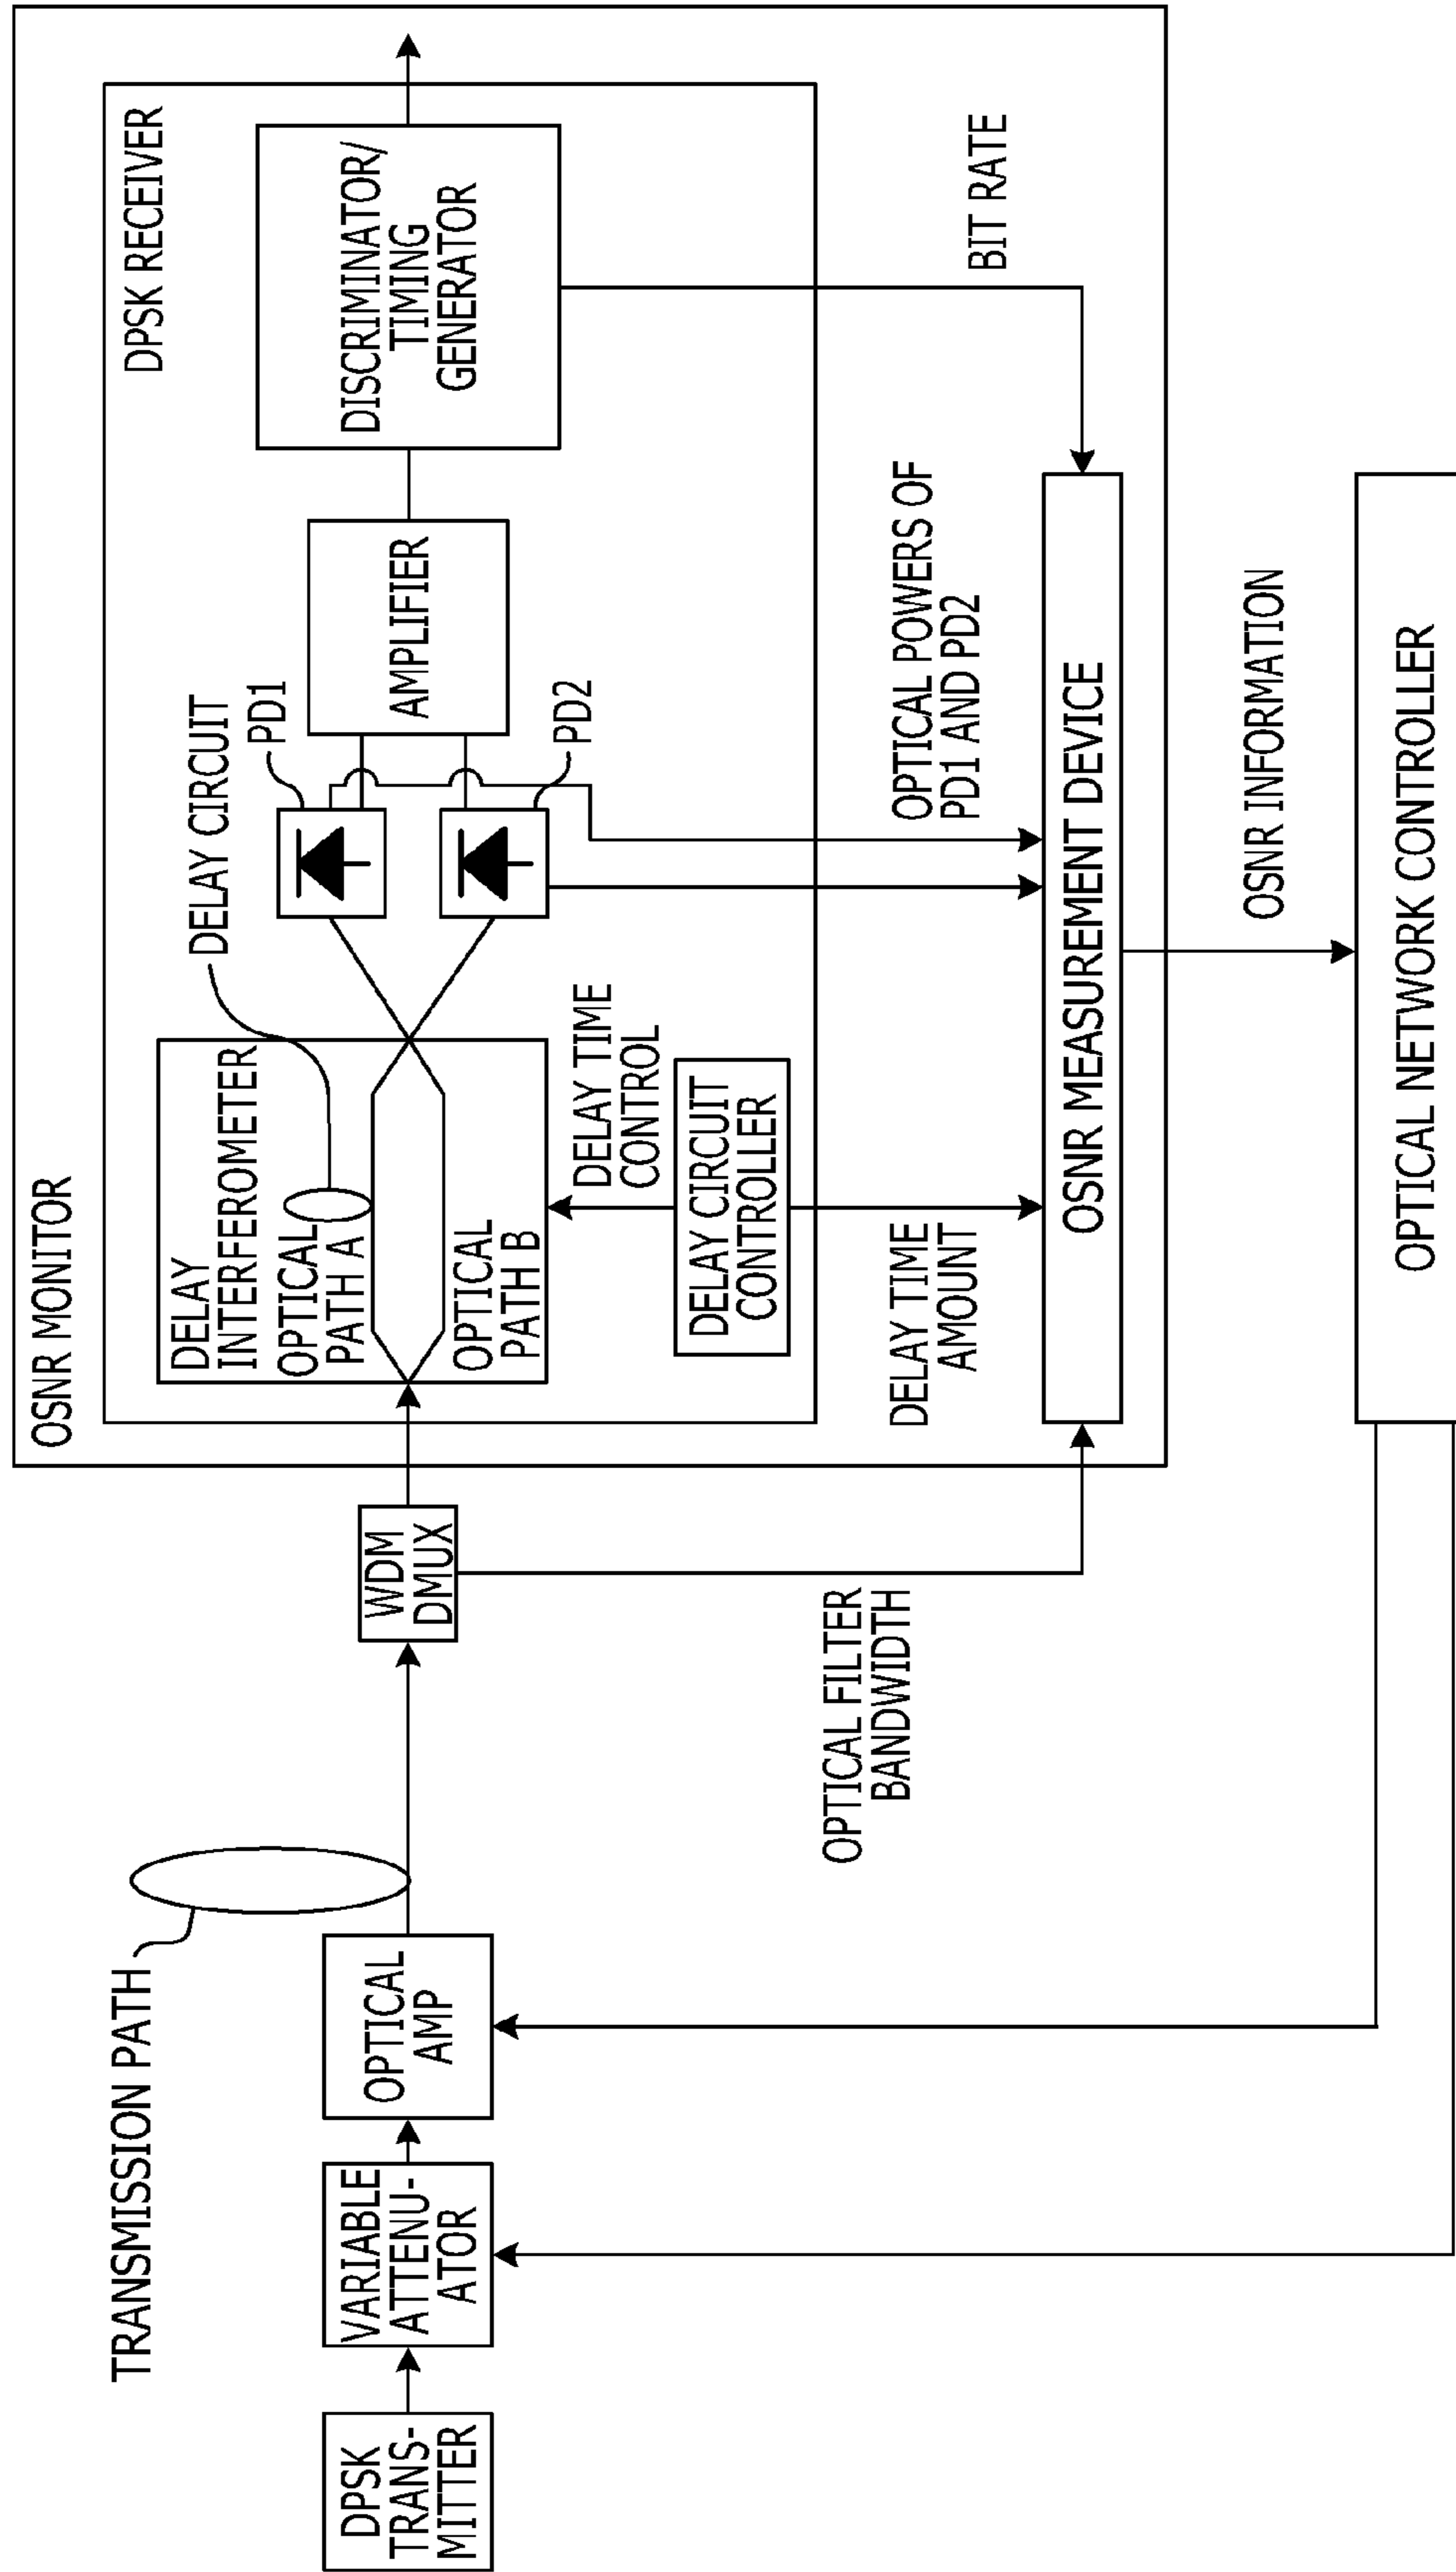 OSNR MONITOR
DPSK RECEIVER
TRANSMISSION PATH
DPSK
TRANS-
MITTER
VARIABLE
ATTENU-
ATOR
OPTICAL
AMP
WDM
DMUX
DELAY
INTERFEROMETER
OPTICAL
PATH A
OPTICAL
PATH B
DELAY CIRCUIT
PD1
PD2
AMPLIFIER
DISCRIMINATOR/
TIMING
GENERATOR
DELAY TIME
CONTROL
DELAY CIRCUIT
CONTROLLER
OPTICAL FILTER
BANDWIDTH
DELAY TIME
AMOUNT
OPTICAL POWERS OF
PD1 AND PD2
BIT RATE
OSNR MEASUREMENT DEVICE
OSNR INFORMATION
OPTICAL NETWORK CONTROLLER